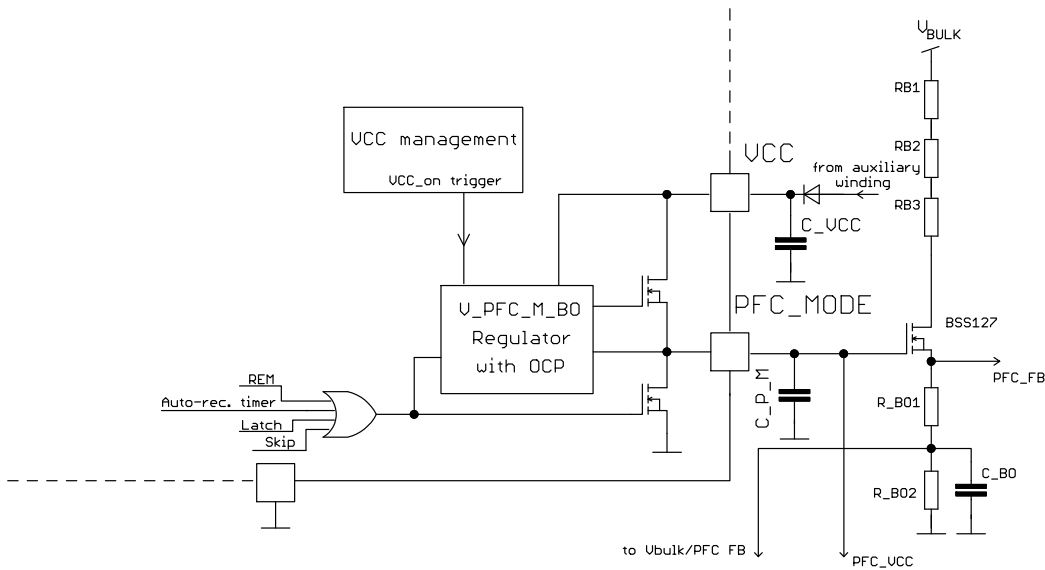 V
BULK
RB1
VCC management
VCC_on trigger
VCC
RB2
from auxiliary
winding
RB3
C_VCC
V_PFC_M_BO
Regulator
with OCP
PFC_MODE
BSS127
PFC_FB
REM
Auto-rec. timer
Latch
Skip
C_P_M
R_BO1
C_BO
R_BO2
to Vbulk/PFC FB
PFC_VCC